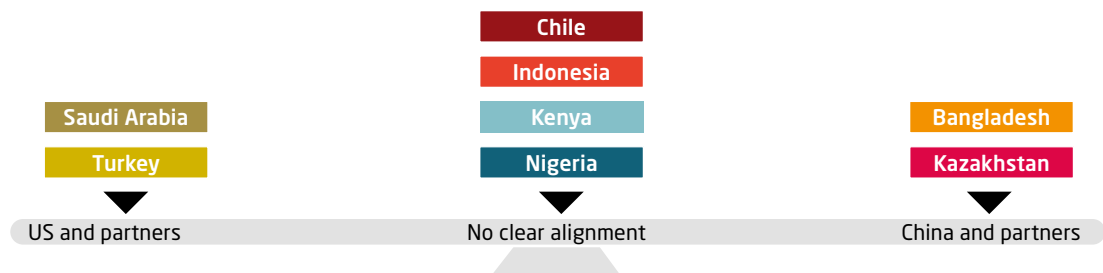 Chile
Indonesia
Saudi Arabia
Kenya
Bangladesh
Turkey
Nigeria
Kazakhstan
US and partners
No clear alignment
China and partners